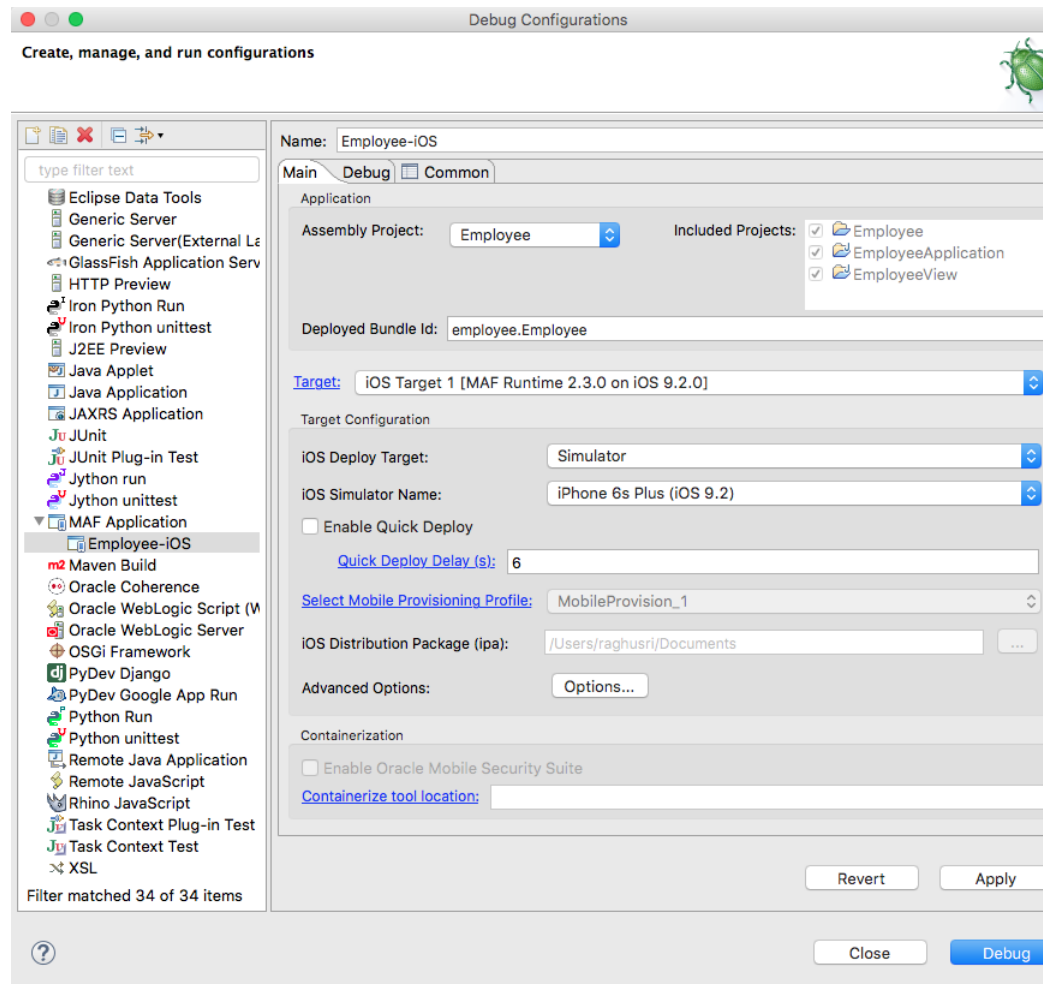 Debug Configurations
Create, manage, and run configurations
type filter text
Eclipse Data Tools
Generic Server
Generic Server(External La
GlassFish Application Serv
HTTP Preview
Iron Python Run
Iron Python unittest
J2EE Preview
Java Applet
Java Application
JAXRS Application
JUnit
JUnit Plug-in Test
Jython run
Jython unittest
MAF Application
Employee-iOS
Maven Build
Oracle Coherence
Oracle WebLogic Script (W
Oracle WebLogic Server
OSGi Framework
PyDev Django
PyDev Google App Run
Python Run
Python unittest
Remote Java Application
Remote JavaScript
Rhino JavaScript
Task Context Plug-in Test
Task Context Test
XSL
Filter matched 34 of 34 items
Name: Employee-iOS
Main Debug Common
Application
Assembly Project: Employee Included Projects: Employee
EmployeeApplication
EmployeeView
Deployed Bundle Id: employee.Employee
Target: iOS Target 1 [MAF Runtime 2.3.0 on iOS 9.2.0]
Target Configuration
iOS Deploy Target: Simulator
iOS Simulator Name: iPhone 6s Plus (iOS 9.2)
Enable Quick Deploy
Quick Deploy Delay (s): 6
Select Mobile Provisioning Profile: MobileProvision_1
iOS Distribution Package (ipa): /Users/raghusri/Documents ...
Advanced Options: Options...
Containerization
Enable Oracle Mobile Security Suite
Containerize tool location:
Revert Apply
? Close Debug